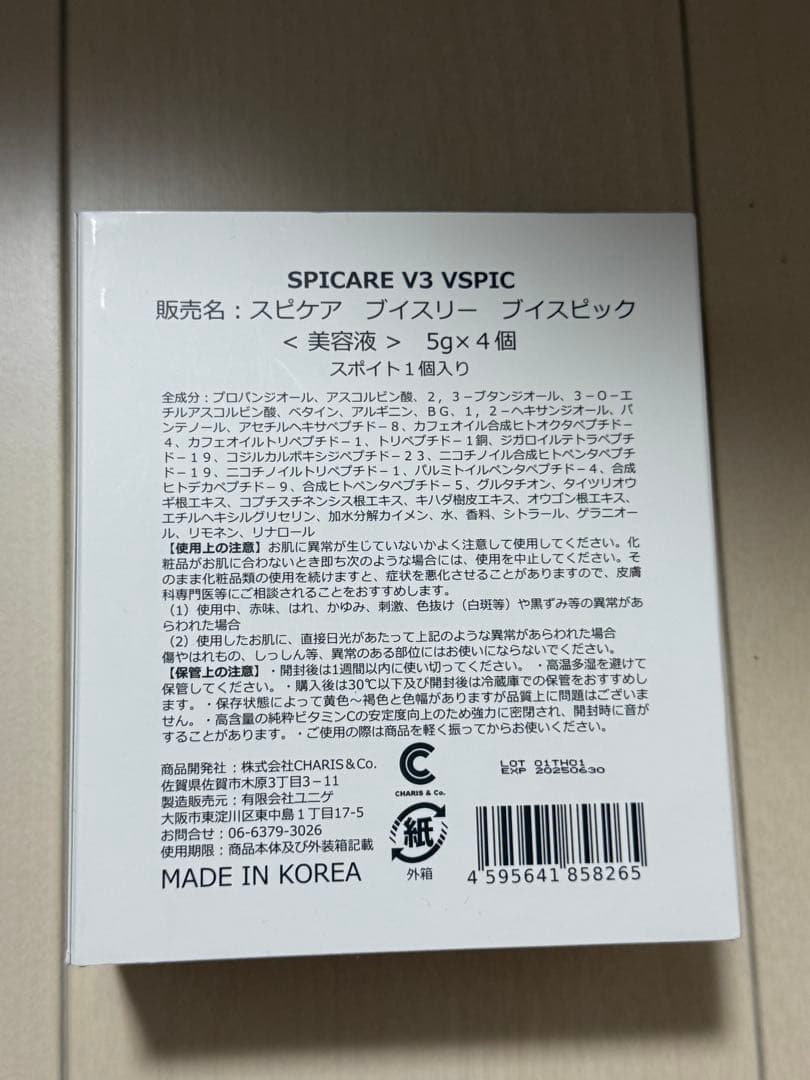 SPICARE V3 VSPIC
販売名：スピケア　ブイスリー　ブイスピック
＜ 美容液 ＞　5g×４個
スポイト１個入り
全成分：プロパンジオール、アスコルビン酸、２，３－ブタンジオール、３－Ｏ－エ
チルアスコルビン酸、ベタイン、アルギニン、ＢＧ、１，２－ヘキサンジオール、パ
ンテノール、アセチルヘキサペプチド－８、カフェオイル合成ヒトオクタペプチド－
４、カフェオイルトリペプチド－１、トリペプチド－１銅、ジガロイルテトラペプチ
ド－１９、コジルカルボキシジペプチド－２３、ニコチノイル合成ヒトペンタペプチ
ド－１９、ニコチノイルトリペプチド－１、パルミトイルペンタペプチド－４、合成
ヒトデカペプチド－９、合成ヒトペンタペプチド－５、グルタチオン、タイツリオウ
ギ根エキス、コプチスチネンシス根エキス、キハダ樹皮エキス、オウゴン根エキス、
エチルヘキシルグリセリン、加水分解カイメン、水、香料、シトラール、ゲラニオー
ル、リモネン、リナロール
【使用上の注意】お肌に異常が生じていないかよく注意して使用してください。化
粧品がお肌に合わないとき即ち次のような場合には、使用を中止してください。そ
のまま化粧品類の使用を続けますと、症状を悪化させることがありますので、皮膚
科専門医等にご相談されることをおすすめします。
（1）使用中、赤味、はれ、かゆみ、刺激、色抜け（白斑等）や黒ずみ等の異常があ
らわれた場合
（2）使用したお肌に、直接日光があたって上記のような異常があらわれた場合
傷やはれもの、しっしん等、異常のある部位にはお使いにならないでください。
【保管上の注意】・開封後は1週間以内に使い切ってください。・高温多湿を避けて
保管してください。・購入後は30℃以下及び開封後は冷蔵庫での保管をおすすめし
ます。・保存状態によって黄色～褐色と色幅がありますが品質上に問題はございま
せん。・高含量の純粋ビタミンCの安定度向上のため強力に密閉され、開封時に音が
することがあります。・ご使用の際は商品を軽く振ってからお使いください。
商品開発社：株式会社CHARIS＆Co.
佐賀県佐賀市木原3丁目3－11
製造販売元：有限会社ユニゲ
大阪市東淀川区東中島１丁目17-5
お問合せ：06-6379-3026
使用期限：商品本体及び外装箱記載
MADE IN KOREA
CHARIS & Co.
紙
外箱
LOT 01TH01
EXP 20250630
4 595641 858265